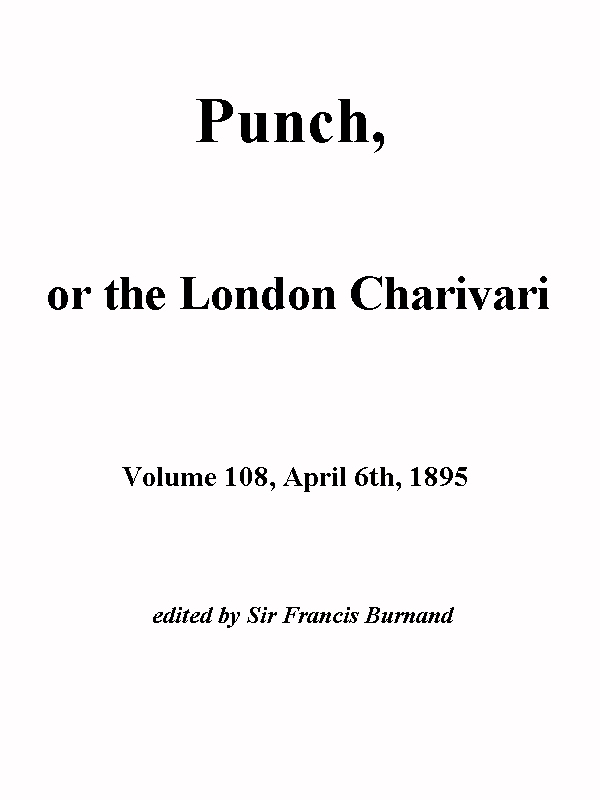 Punch,
or the London Charivari
Volume 108, April 6th, 1895
edited by Sir Francis Burnand